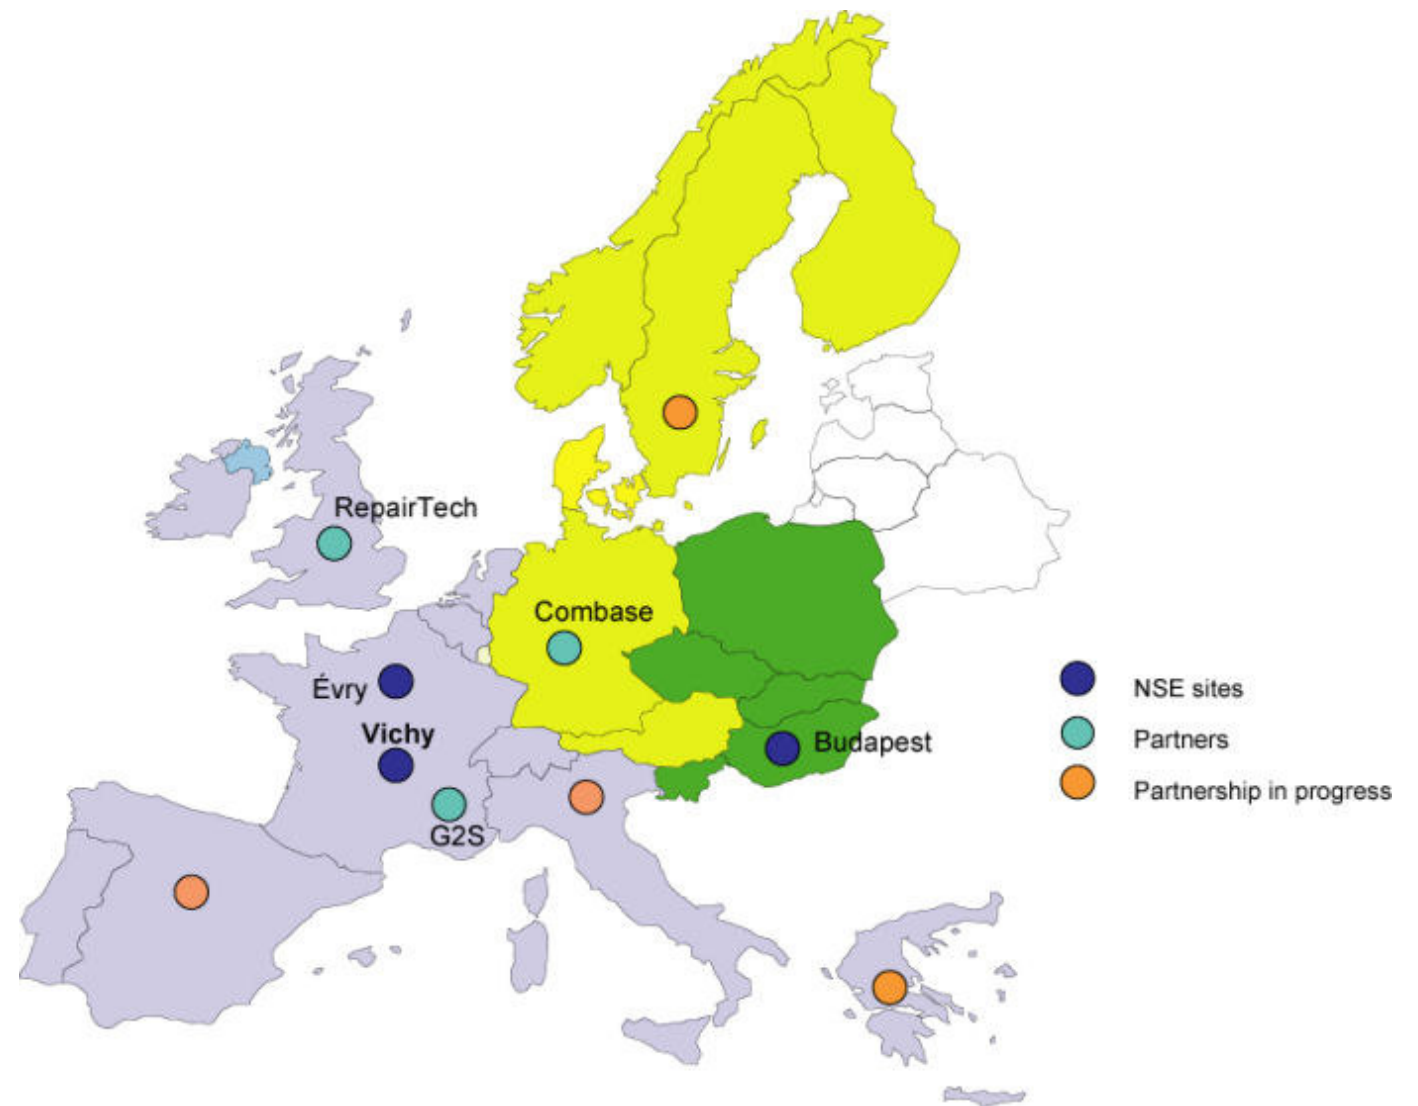 RepairTech
Combase
Évry
Vichy
Budapest
G2S
NSE sites
Partners
Partnership in progress